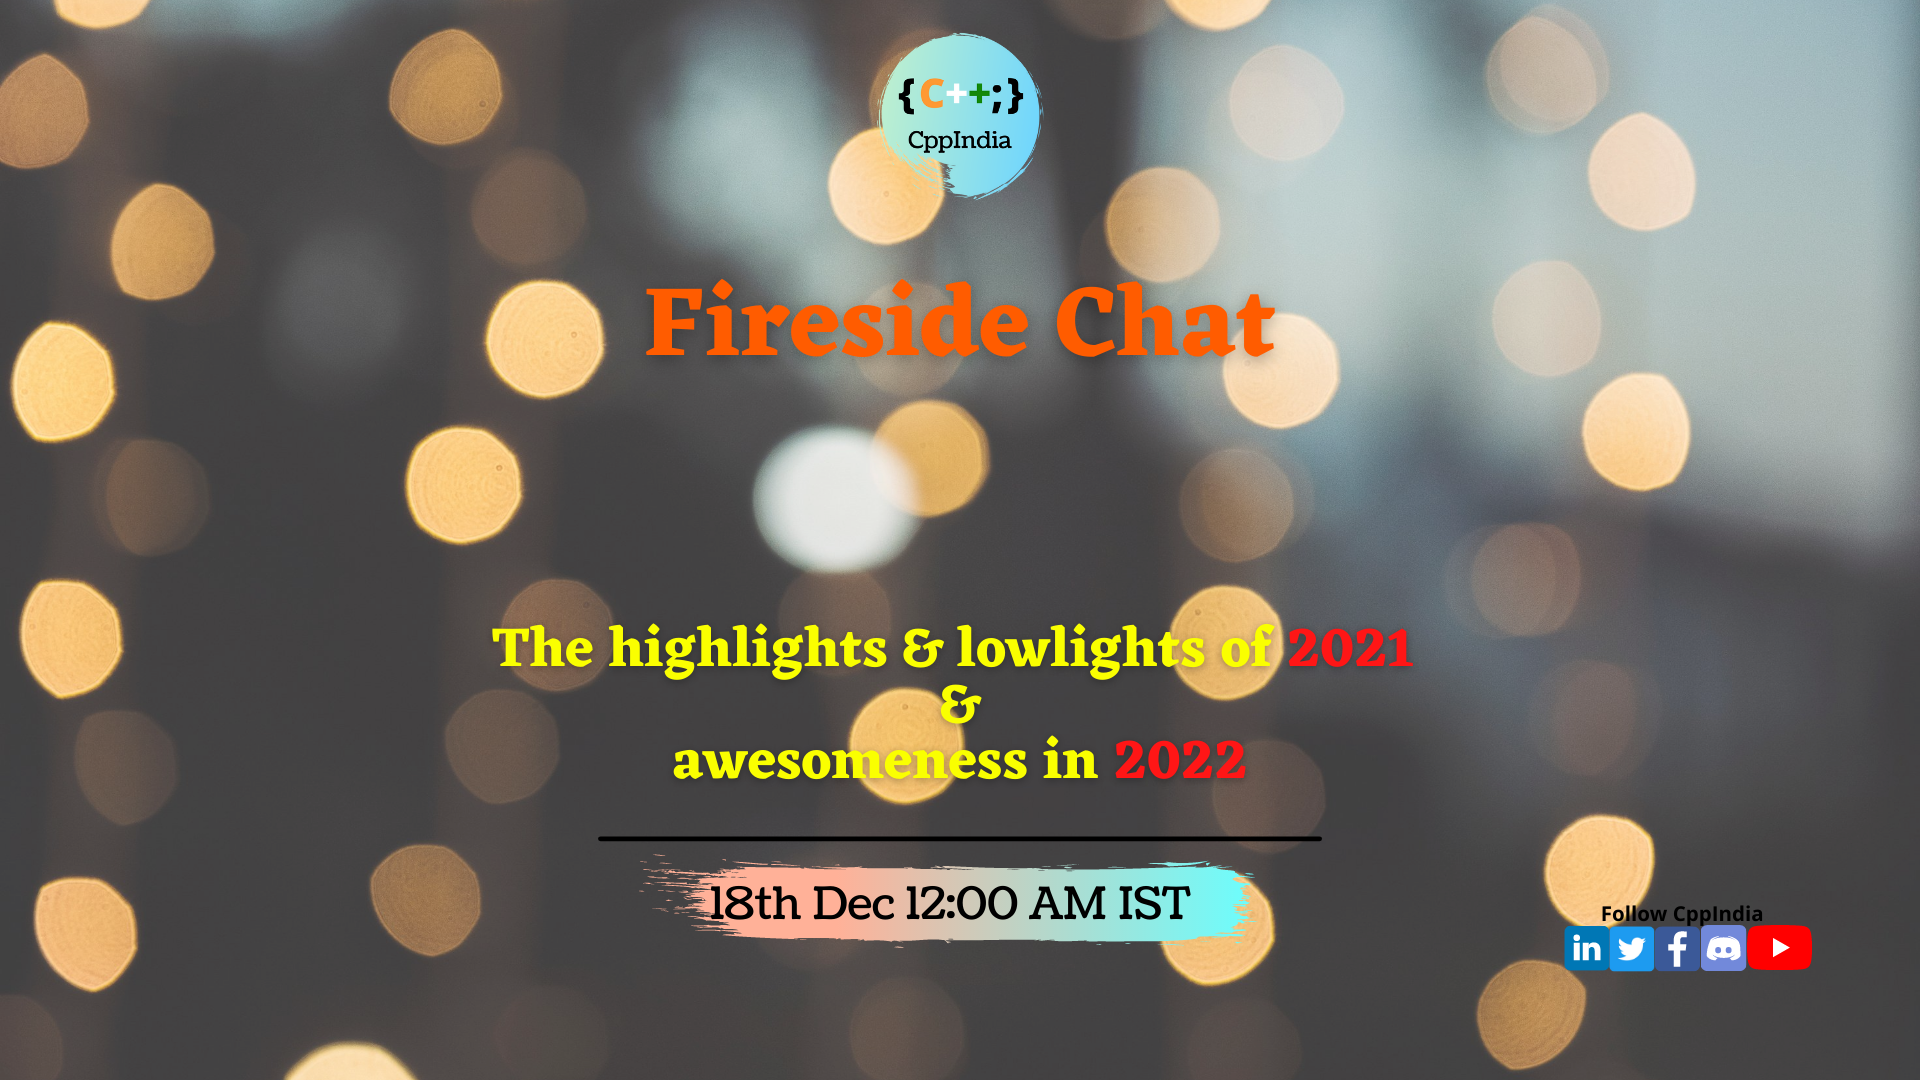 {C++;}
CppIndia
Fireside Chat
The highlights & lowlights of 2021
&
awesomeness in 2022
18th Dec 12:00 AM IST
Follow CppIndia
in f